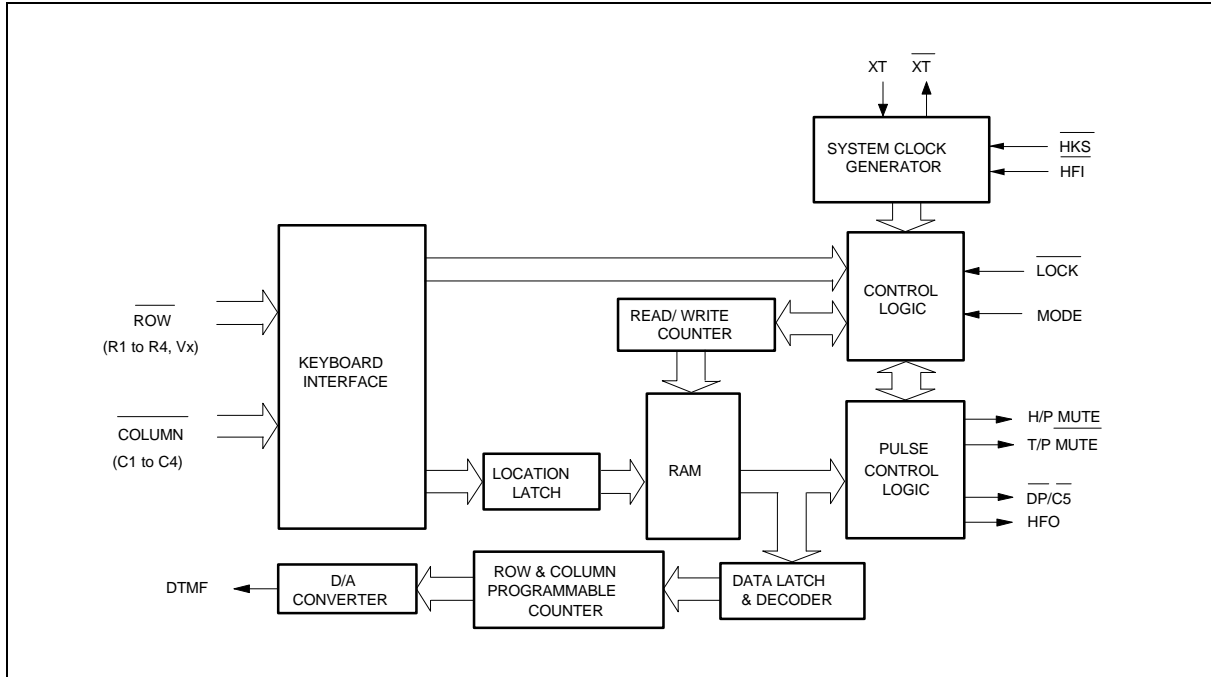 XT XT
SYSTEM CLOCK
GENERATOR
HKS
HFI
ROW
(R1 to R4, Vx)
COLUMN
(C1 to C4)
KEYBOARD
INTERFACE
READ/ WRITE
COUNTER
CONTROL
LOGIC
LOCK
MODE
LOCATION
LATCH
RAM
PULSE
CONTROL
LOGIC
H/P MUTE
T/P MUTE
DP/C5
HFO
DTMF
D/A
CONVERTER
ROW & COLUMN
PROGRAMMABLE
COUNTER
DATA LATCH
& DECODER